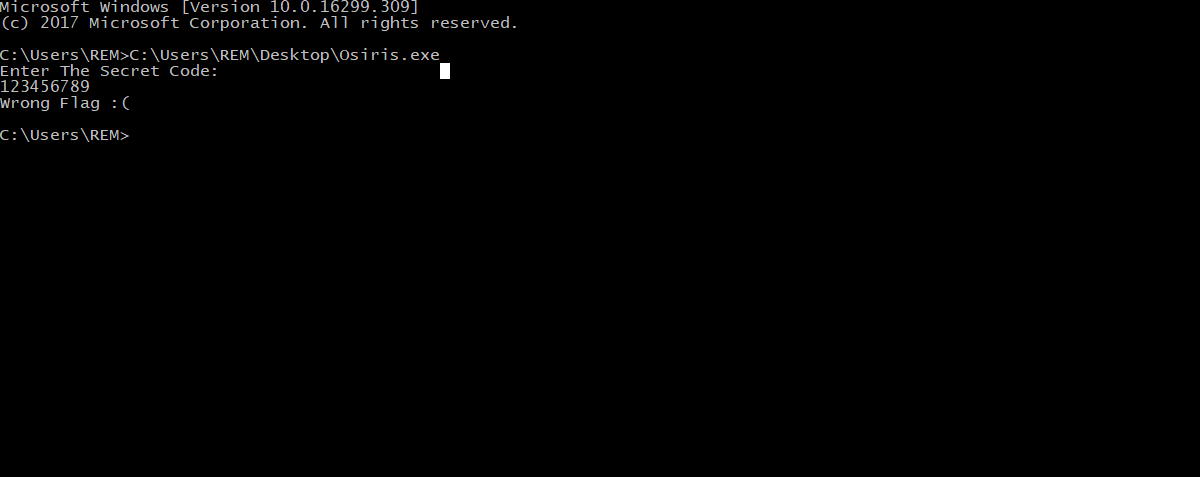 Microsoft Windows [Version 10.0.16299.309]
(c) 2017 Microsoft Corporation. All rights reserved.
C:\Users\REM>C:\Users\REM\Desktop\Osiris.exe
Enter The Secret Code:
123456789
Wrong Flag :(
C:\Users\REM>